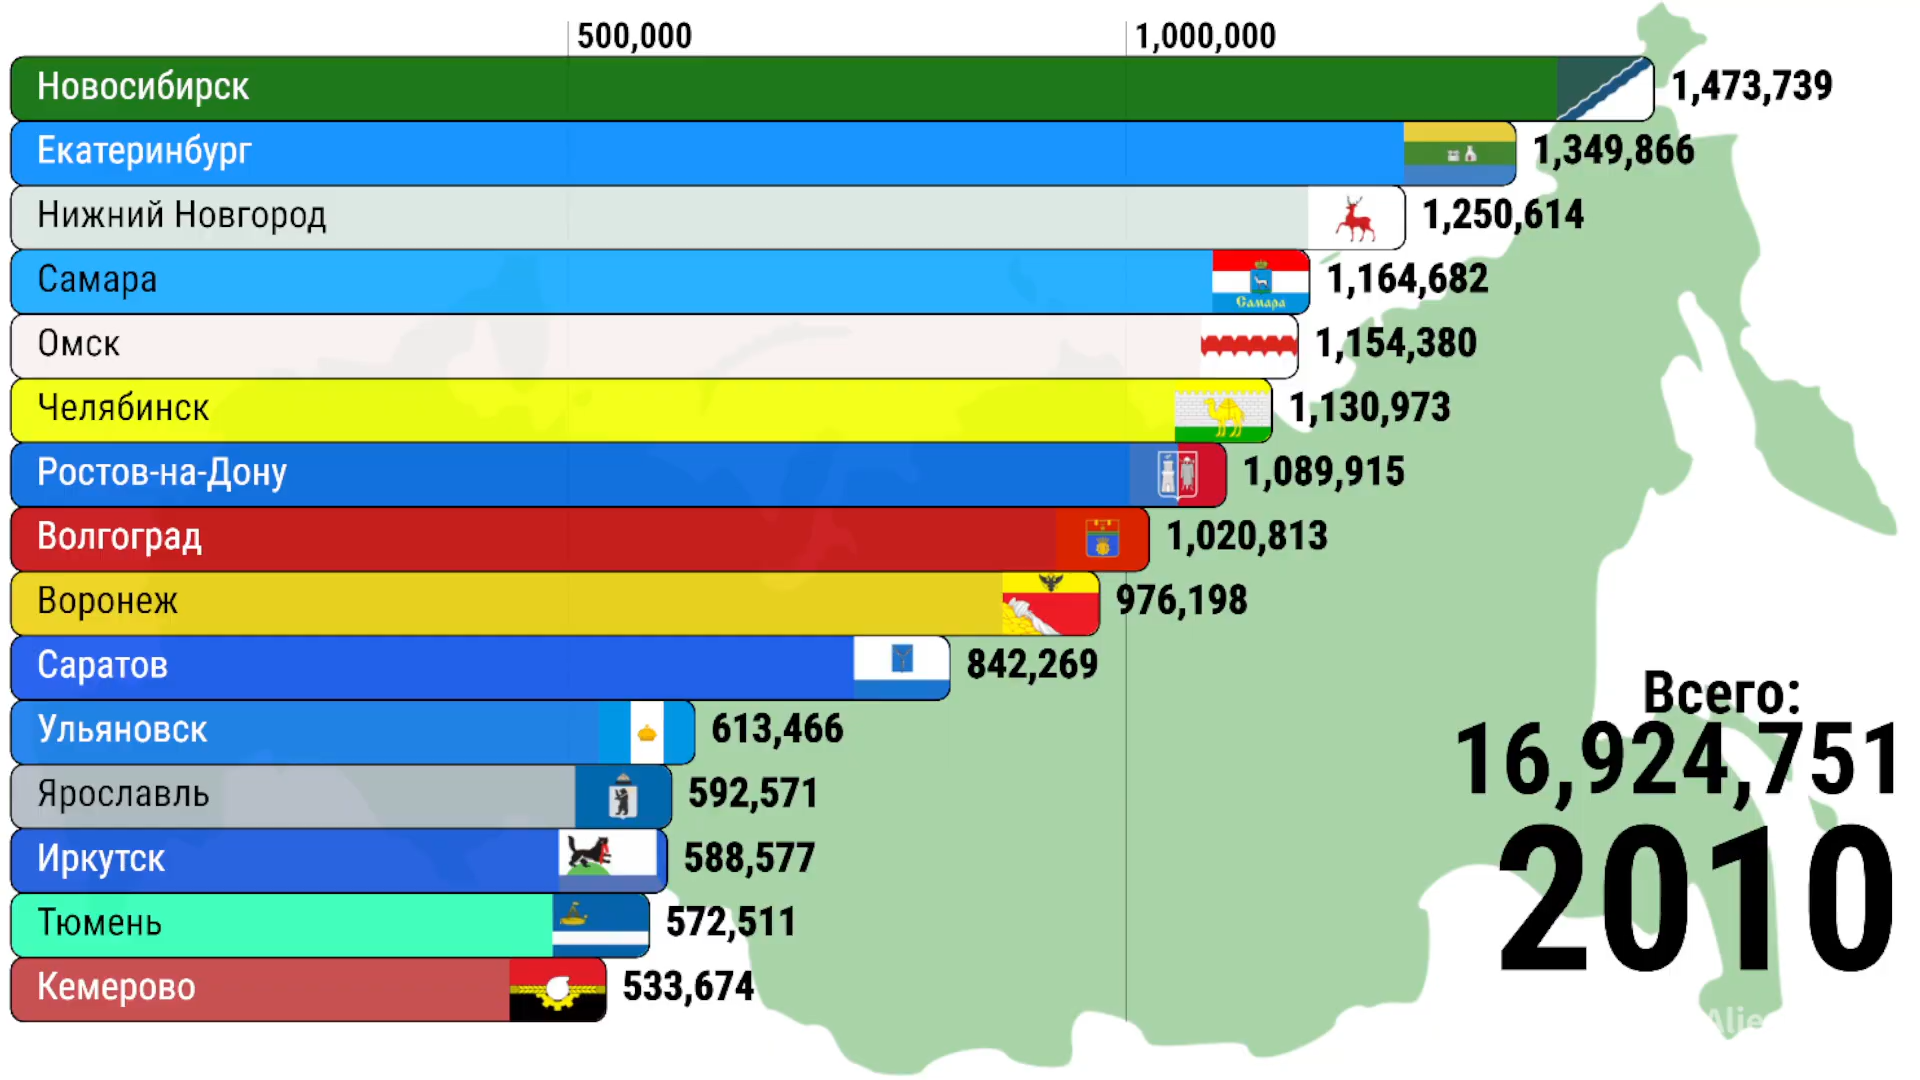 500,000 1,000,000
Новосибирск 1,473,739
Екатеринбург 1,349,866
Нижний Новгород 1,250,614
Самара Самара 1,164,682
Омск 1,154,380
Челябинск 1,130,973
Ростов-на-Дону 1,089,915
Волгоград 1,020,813
Воронеж 976,198
Саратов 842,269
Ульяновск 613,466
Ярославль 592,571
Иркутск 588,577
Тюмень 572,511
Кемерово 533,674
Всего:
16,924,751
2010